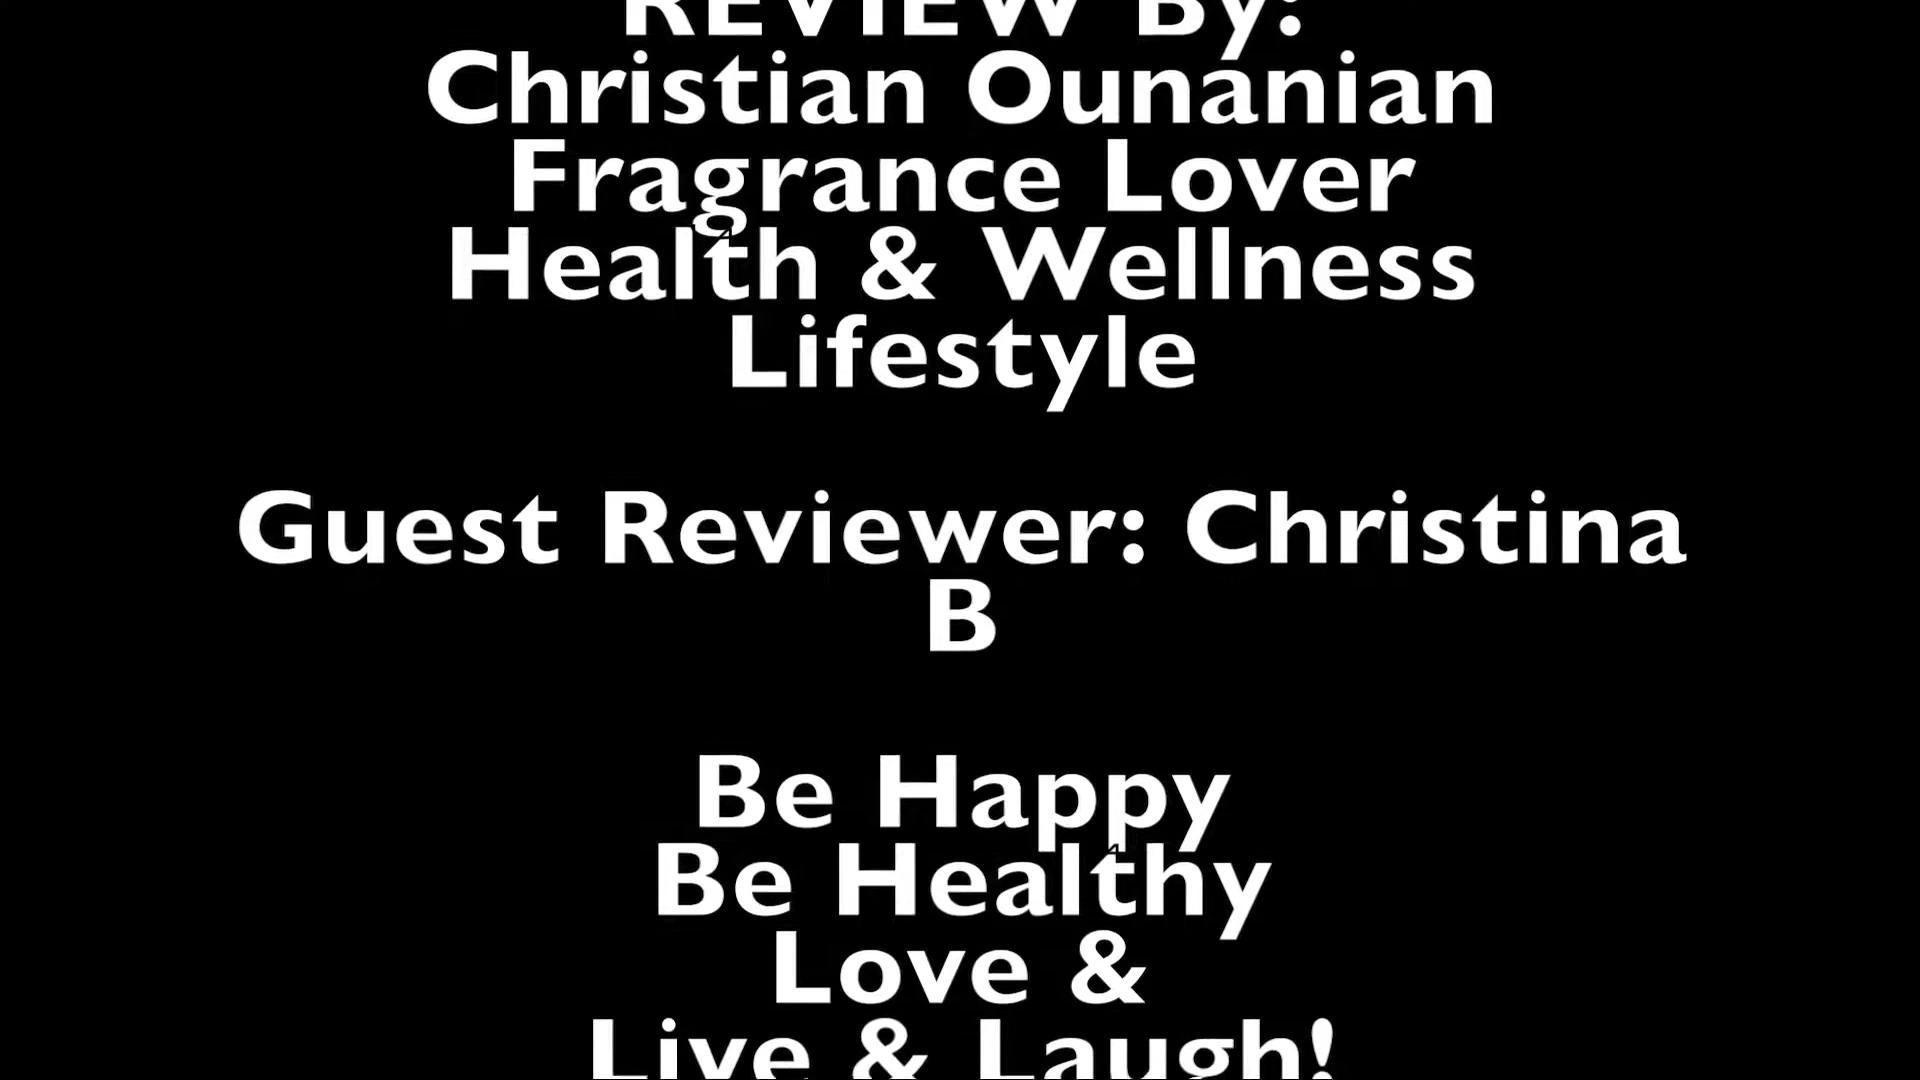 REVIEW By:
Christian Ounanian
Fragrance Lover
Health & Wellness
Lifestyle
Guest Reviewer: Christina
B
Be Happy
Be Healthy
Love &
Live & Laugh!